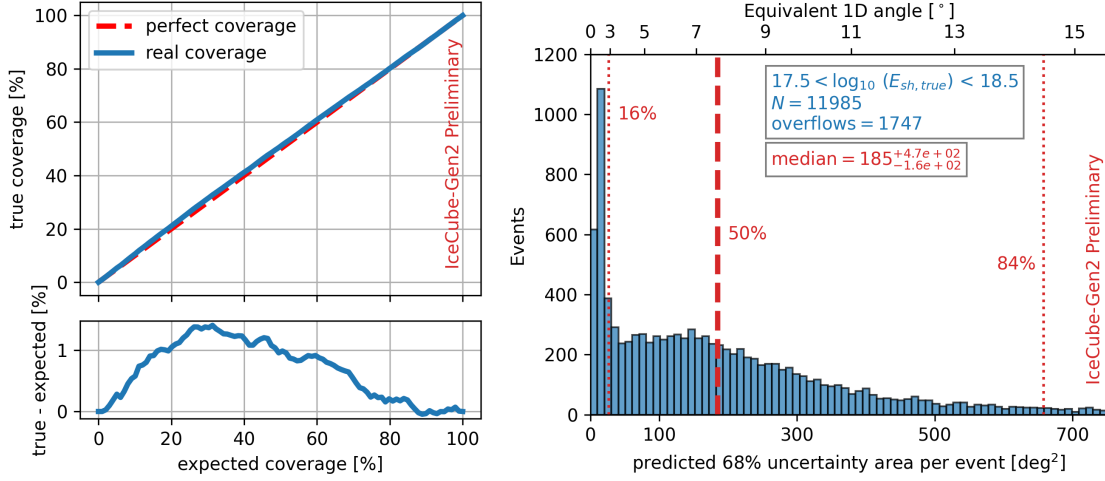 perfect coverage
real coverage
100
80
60
40
20
0
true coverage [%]
IceCube-Gen2 Preliminary
1
0
true - expected [%]
0 20 40 60 80 100
expected coverage [%]
Equivalent 1D angle [°]
0 3 5 7 9 11 13 15
1200
1000
800
600
400
200
0
Events
17.5 < log₁₀ (E_{sh,true}) < 18.5
N = 11985
overflows = 1747
median = 185^{+4.7e+02}_{-1.6e+02}
16%
50%
84%
IceCube-Gen2 Preliminary
0 100 300 500 700
predicted 68% uncertainty area per event [deg²]